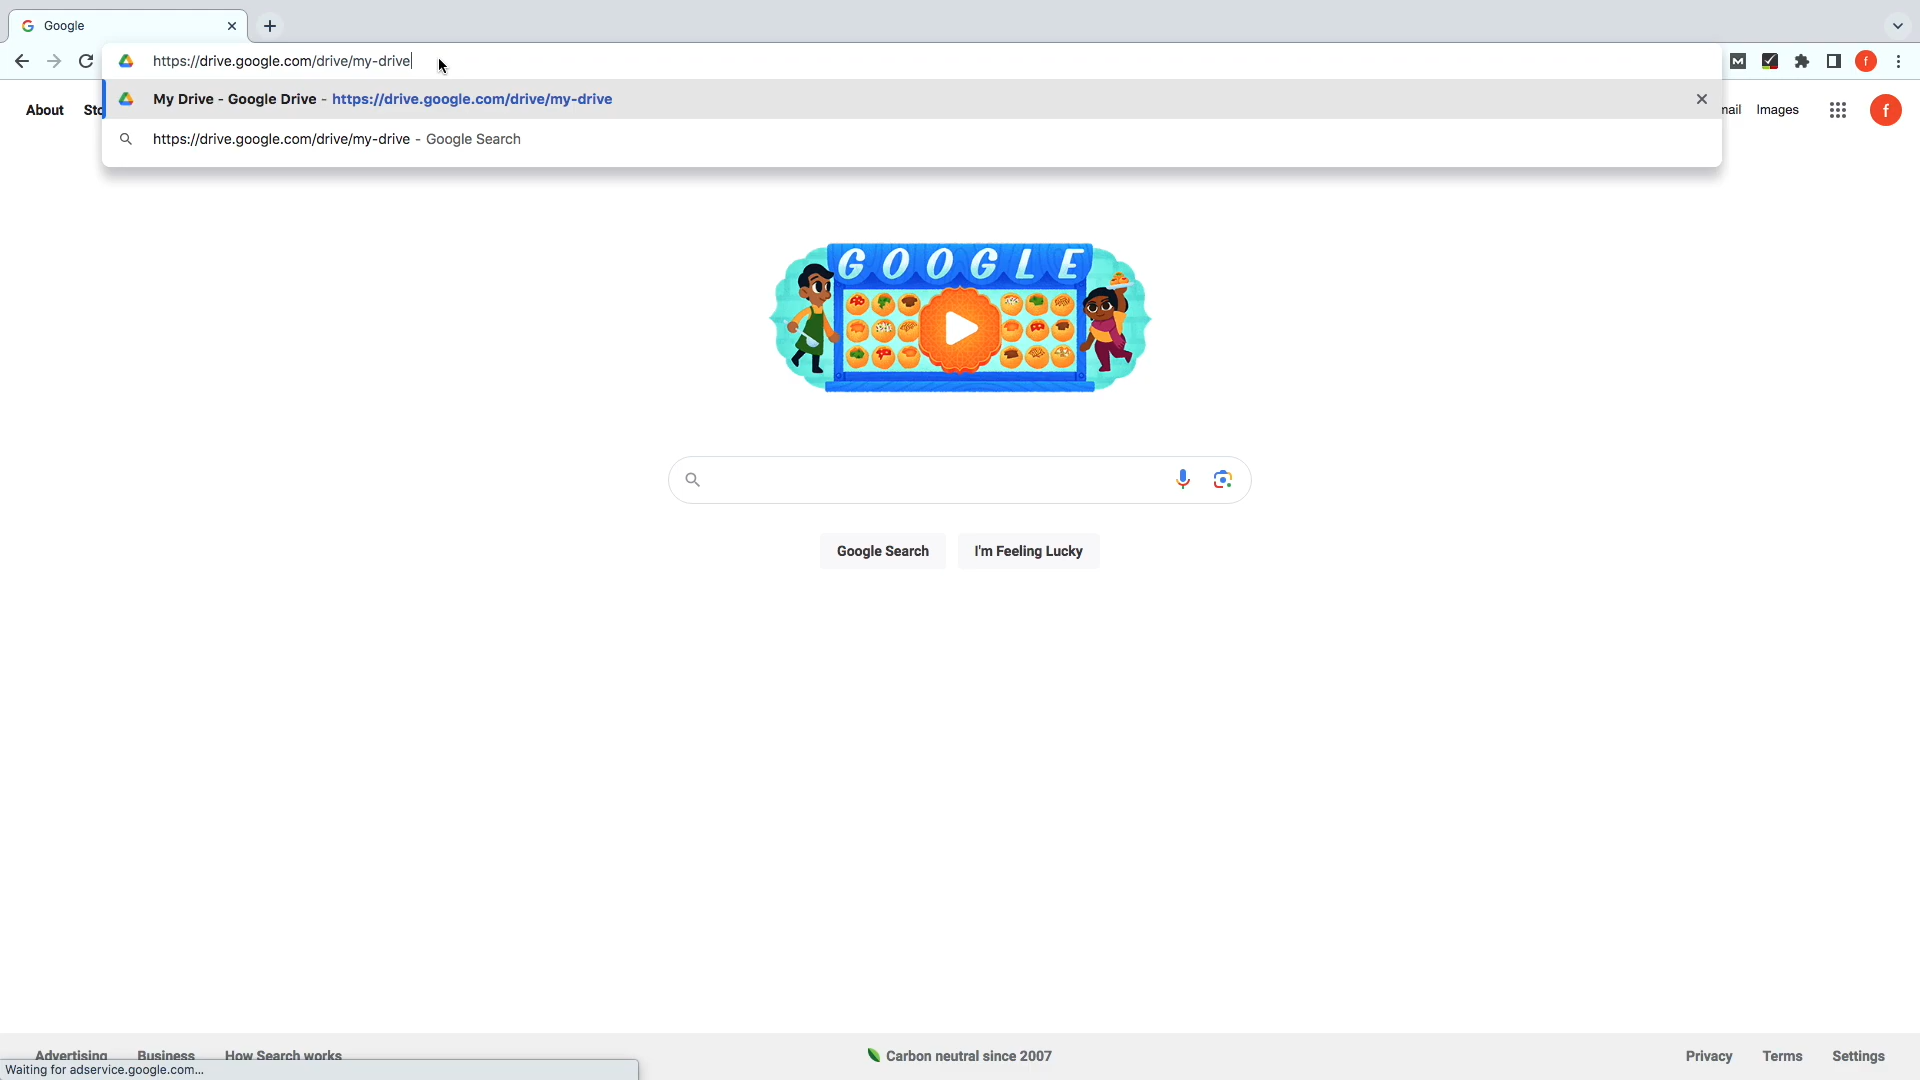 Google
https://drive.google.com/drive/my-drive
My Drive - Google Drive - https://drive.google.com/drive/my-drive
https://drive.google.com/drive/my-drive - Google Search
About
Images
f
f
GOOGLE
Google Search
I'm Feeling Lucky
Advertising Business How Search works
Carbon neutral since 2007
Privacy Terms Settings
Waiting for adservice.google.com...